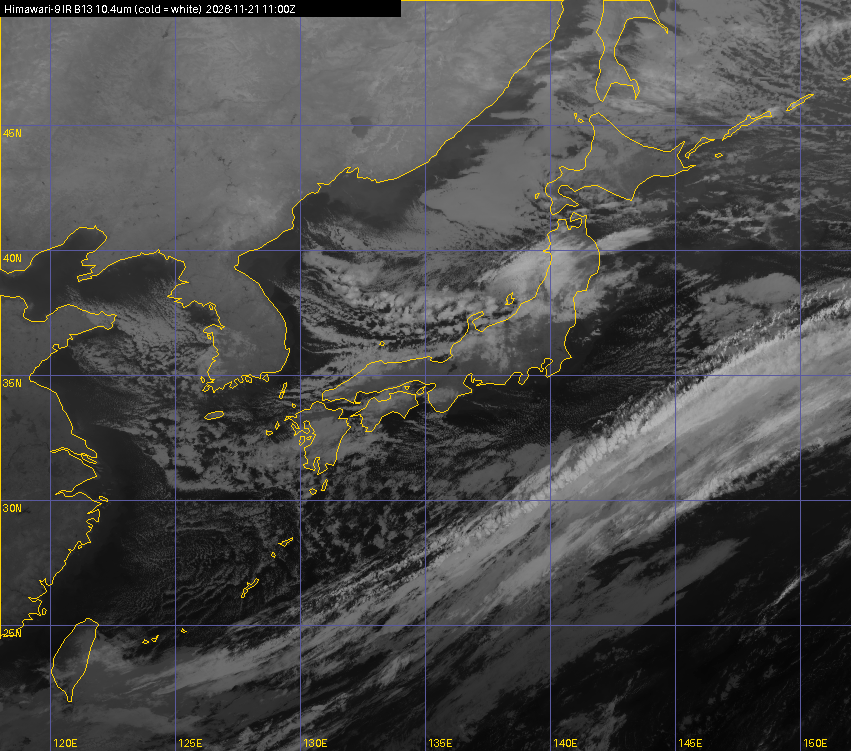 Himawari-9 IR B13 10.4um (cold = white) 2026-11-21 11:00Z
45N
40N
35N
30N
25N
120E
125E
130E
135E
140E
145E
150E